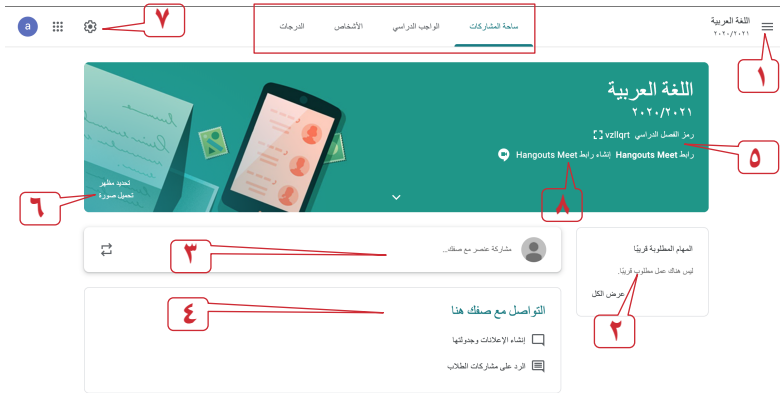 اللغة العربية
٢٠٢٠/٢٠٢١
ساحة المشاركات
الواجب الدراسي
الأشخاص
الدرجات
a
٧
١
اللغة العربية
٢٠٢٠/٢٠٢١
رمز الفصل الدراسي vzllqrt
رابط Hangouts Meet إنشاء رابط Hangouts Meet
٥
٨
تحديد مظهر
تحميل صورة
٦
المهام المطلوبة قريبًا
ليس هناك عمل مطلوب قريبًا.
عرض الكل
٢
مشاركة عنصر مع صفك...
٣
التواصل مع صفك هنا
إنشاء الإعلانات وجدولتها
الرد على مشاركات الطلاب
٤